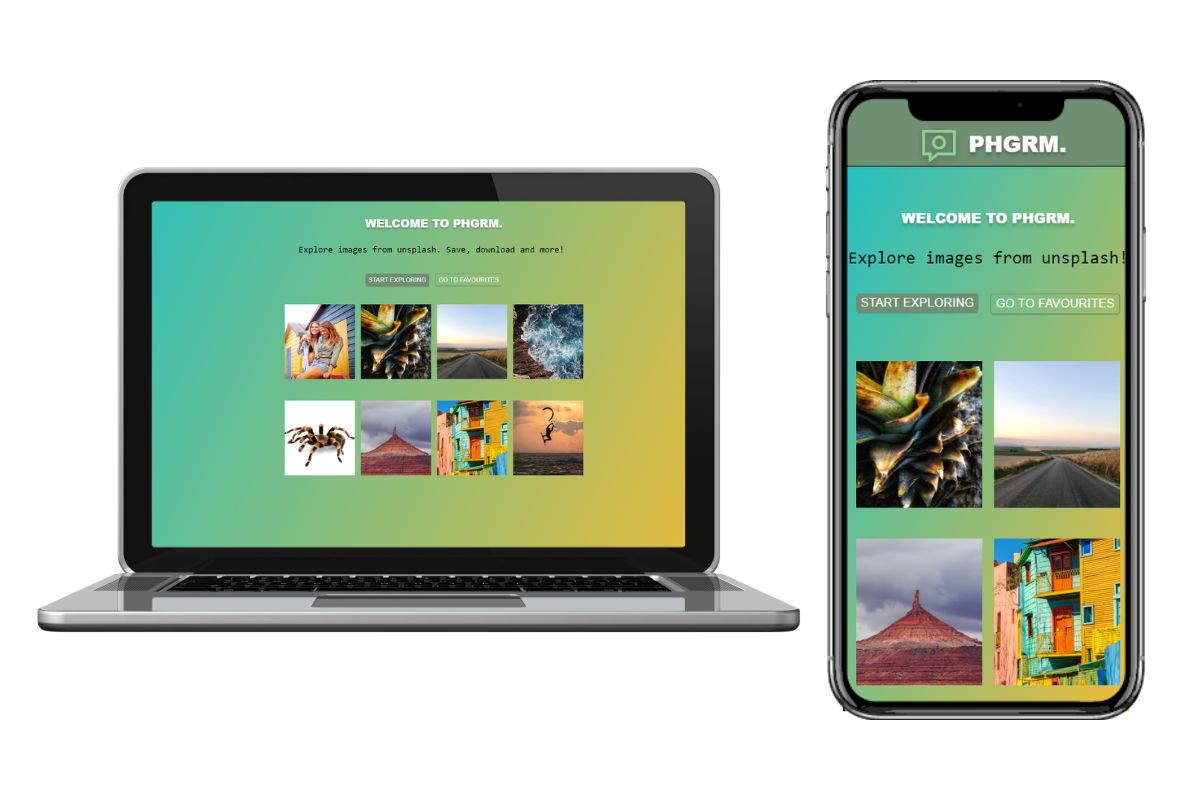 WELCOME TO PHGRM.
Explore images from unsplash. Save, download and more!
START EXPLORING
GO TO FAVOURITES
PHGRM.
WELCOME TO PHGRM.
Explore images from unsplash!
START EXPLORING
GO TO FAVOURITES